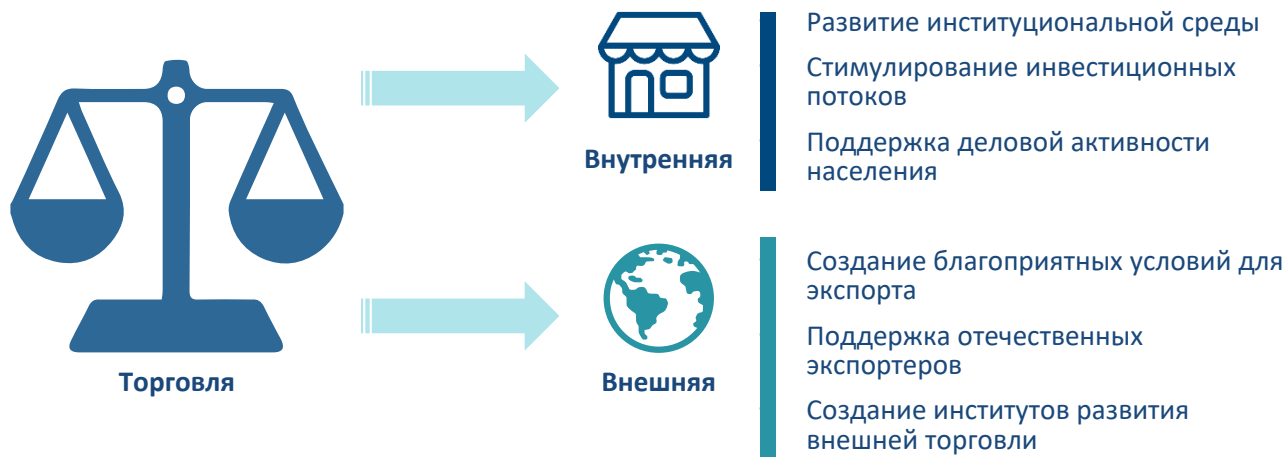 Торговля
Внутренняя
Развитие институциональной среды
Стимулирование инвестиционных
потоков
Поддержка деловой активности
населения
Внешняя
Создание благоприятных условий для
экспорта
Поддержка отечественных
экспортеров
Создание институтов развития
внешней торговли